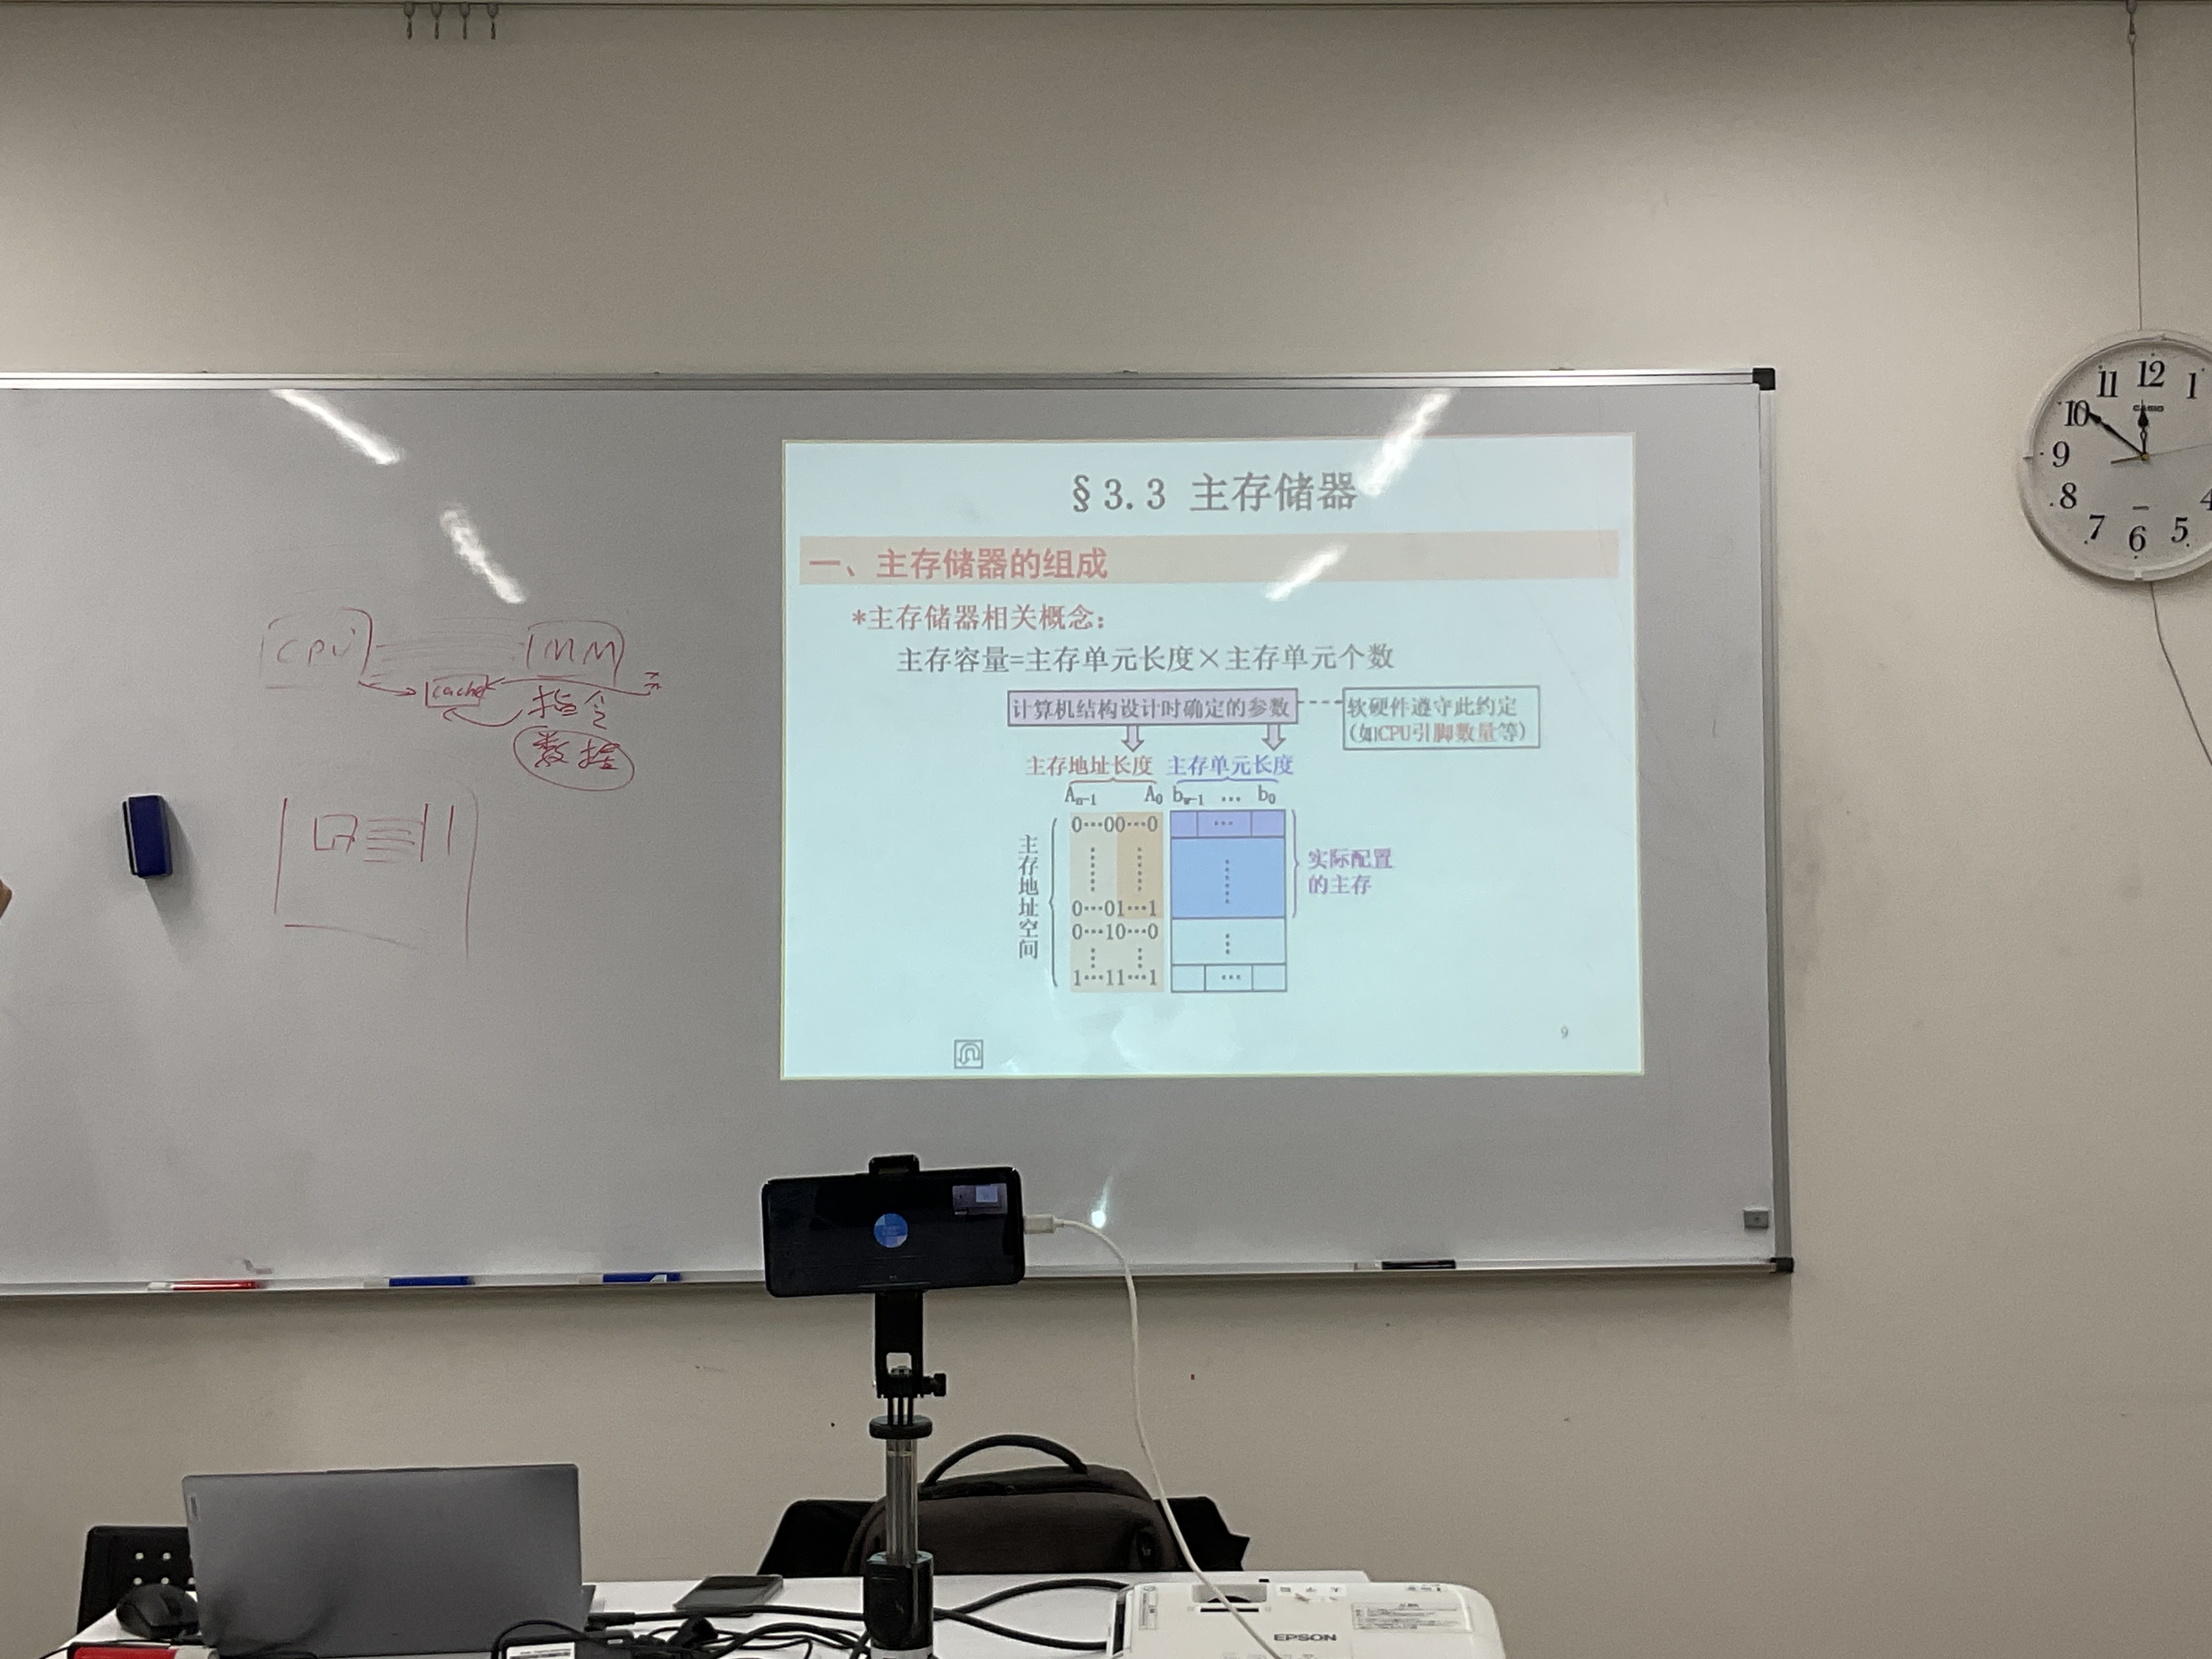 CPU
MM
cache
指令
数据
§3.3 主存储器
一、主存储器的组成
*主存储器相关概念：
主存容量=主存单元长度×主存单元个数
计算机结构设计时确定的参数
软硬件遵守此约定
(如CPU引脚数量等)
主存地址长度 主存单元长度
Aₙ₋₁ A₀ b_w-1 … b₀
主存地址空间
0…00…0 …
0…01…1
0…10…0
1…11…1 …
实际配置
的主存
9
12
11
1
10
CASIO
9
8
4
7
5
6
EPSON